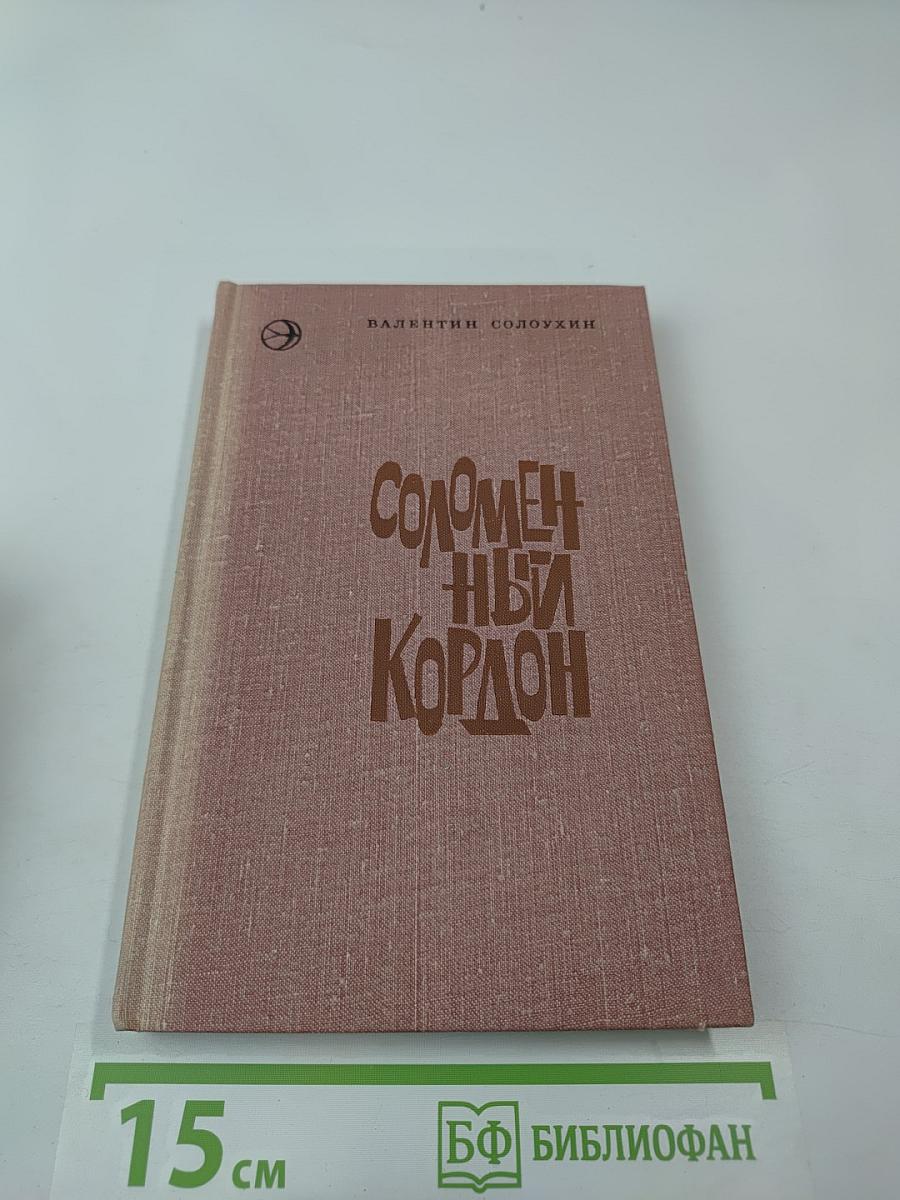 ВАЛЕНТИН СОЛОУХИН
СОЛОМЕН
НЫЙ
КОРДОН
15 см
БФ БИБЛИОФАН